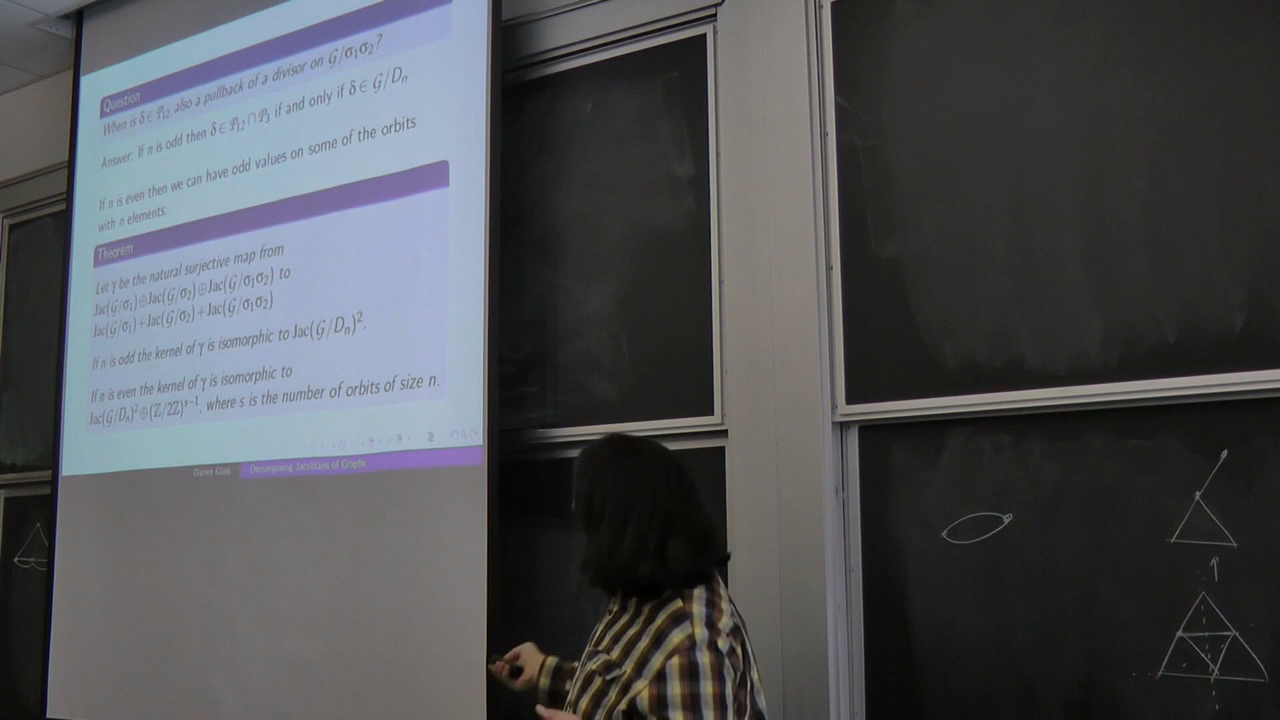 Question
When is δ ∈ 𝒫₁₂ also a pullback of a divisor on 𝒢/σ₁σ₂?
Answer: If n is odd then δ ∈ 𝒫₁₂ ∩ 𝒫₃ if and only if δ ∈ 𝒢/Dₙ
If n is even then we can have odd values on some of the orbits
with n elements.
Theorem
Let γ be the natural surjective map from
Jac(𝒢/σ₁)⊕Jac(𝒢/σ₂)⊕Jac(𝒢/σ₁σ₂) to
Jac(𝒢/σ₁)+Jac(𝒢/σ₂)+Jac(𝒢/σ₁σ₂)
If n is odd the kernel of γ is isomorphic to Jac(𝒢/Dₙ)².
If n is even the kernel of γ is isomorphic to
Jac(𝒢/Dₙ)²⊕(ℤ/2ℤ)ˢ⁻¹, where s is the number of orbits of size n.
Darren Glass Decomposing Jacobians of Graphs